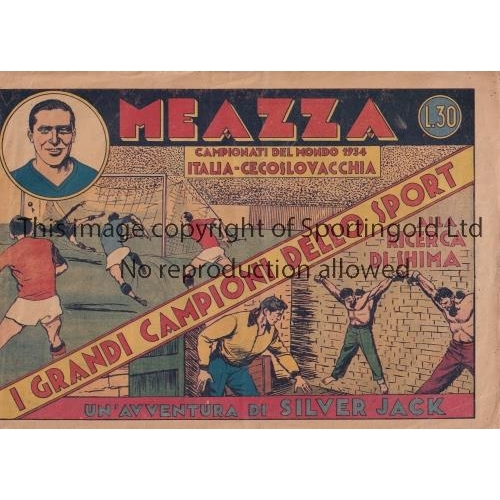 MEAZZA
L.30
CAMPIONATI DEL MONDO 1934
ITALIA-CECOSLOVACCHIA
This image copyright of Sportingold Ltd
No reproduction allowed.
I GRANDI CAMPIONI DELLO SPORT
ALLA
RICERCA
DI SHIMA
UN'AVVENTURA DI SILVER JACK